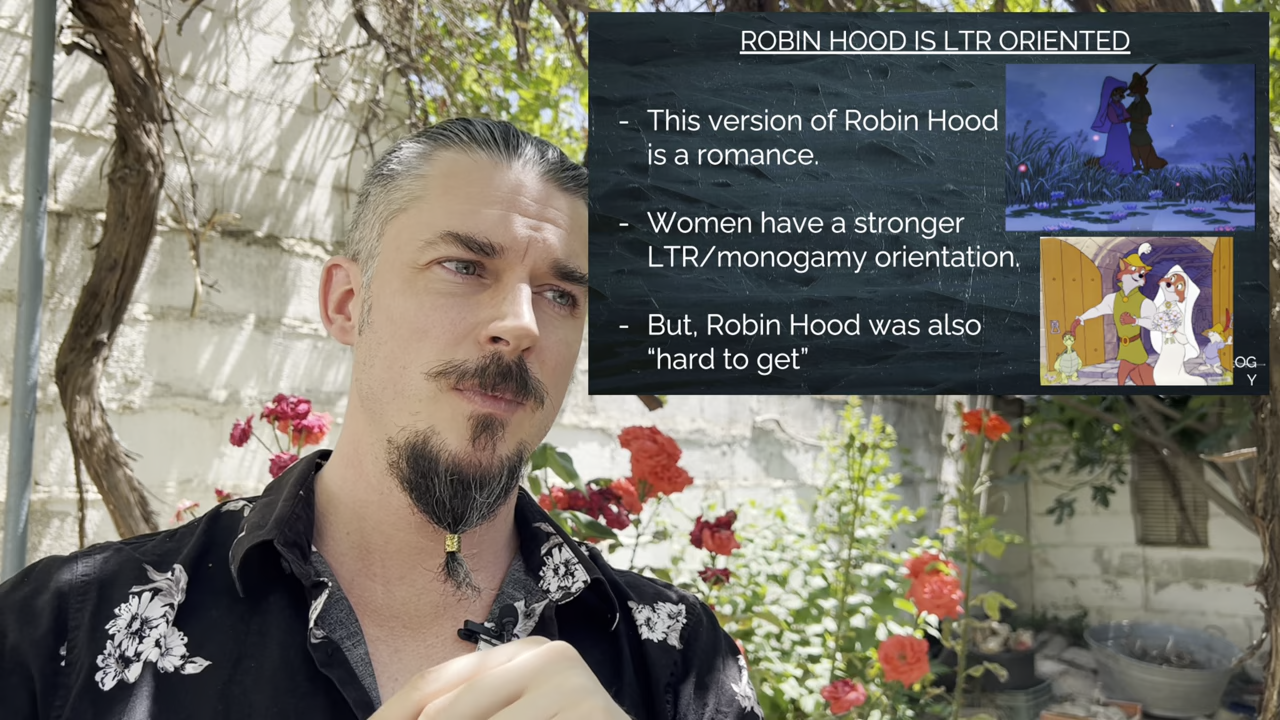 ROBIN HOOD IS LTR ORIENTED
- This version of Robin Hood
is a romance.
- Women have a stronger
LTR/monogamy orientation.
- But, Robin Hood was also
“hard to get”
OG
Y